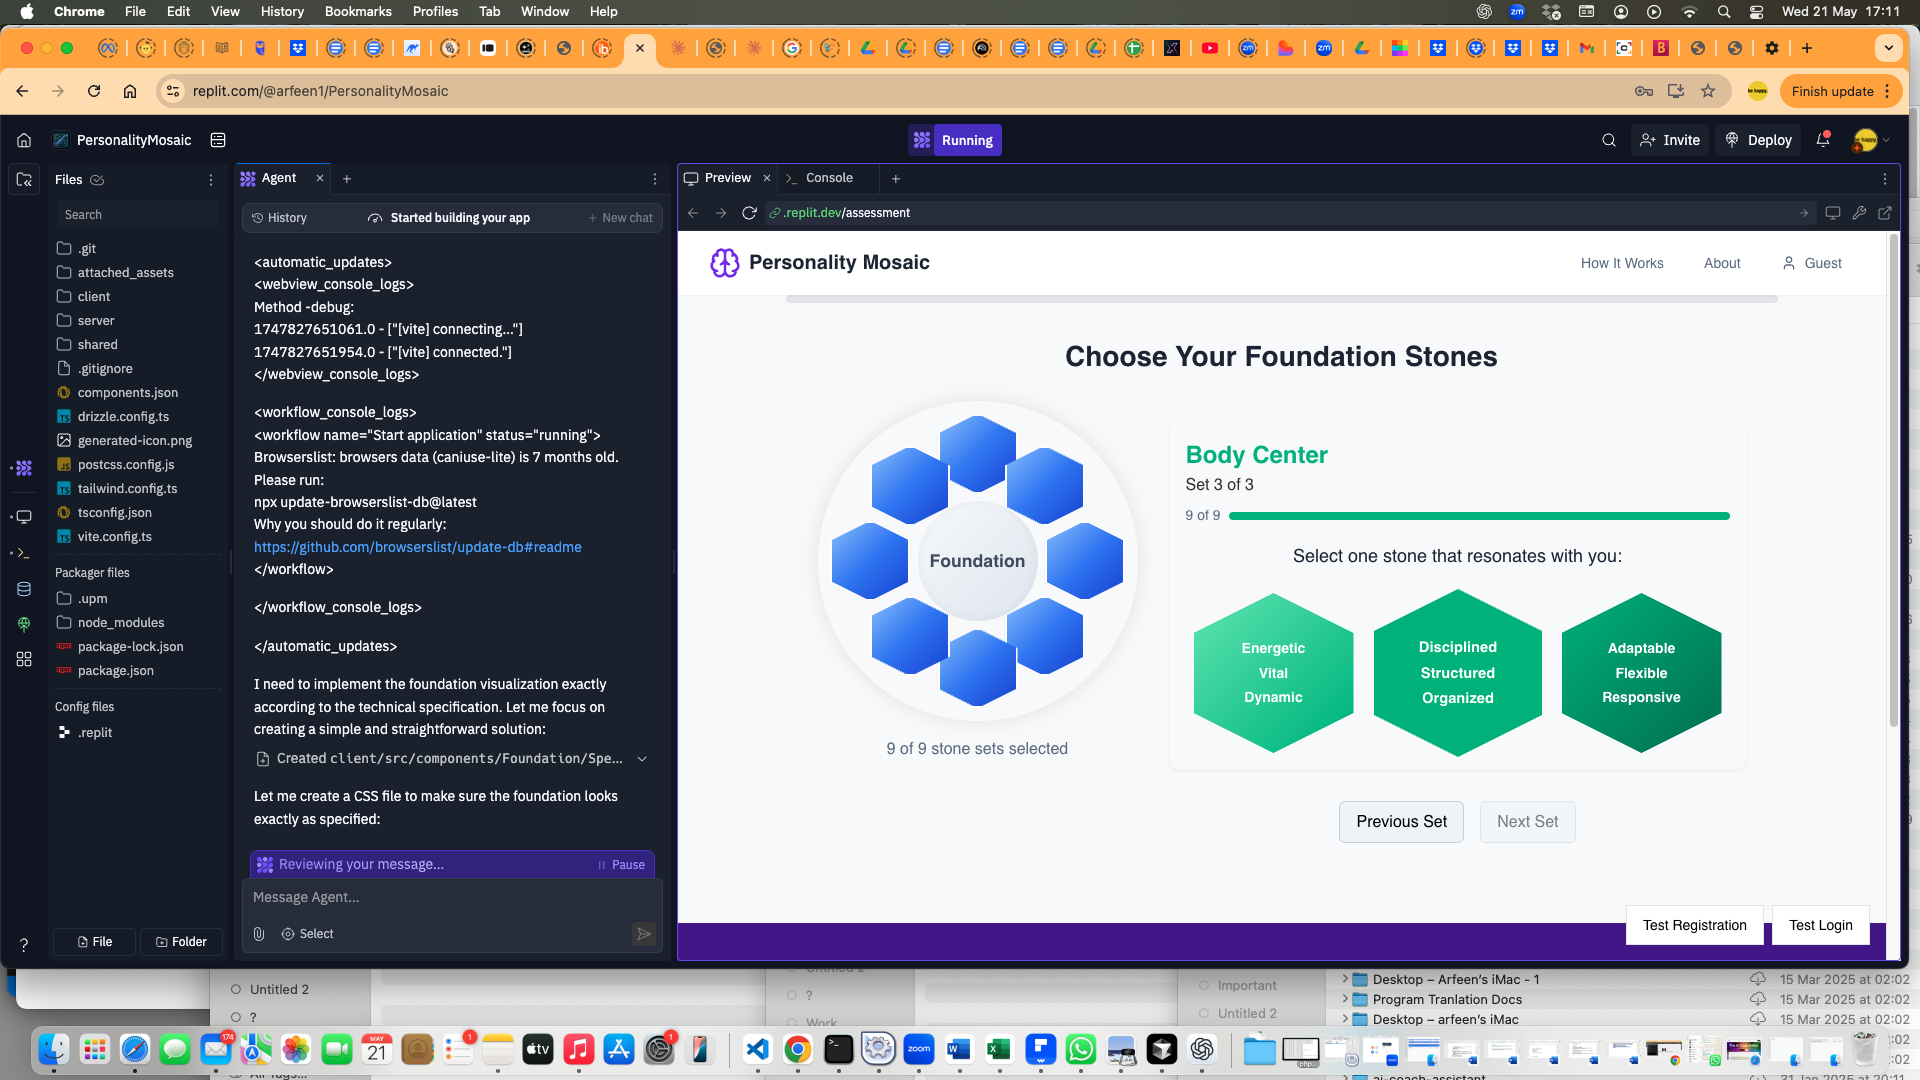 Chrome File Edit View History Bookmarks Profiles Tab Window Help
zm
Wed 21 May 17:11
replit.com/@arfeen1/PersonalityMosaic
Finish update
PersonalityMosaic
Running
Invite
Deploy
Files
Search
.git
attached_assets
client
server
shared
.gitignore
components.json
drizzle.config.ts
generated-icon.png
postcss.config.js
tailwind.config.ts
tsconfig.json
vite.config.ts
Packager files
.upm
node_modules
package-lock.json
package.json
Config files
.replit
File
Folder
Agent
History
Started building your app
New chat
<automatic_updates>
<webview_console_logs>
Method -debug:
1747827651061.0 - ["[vite] connecting..."]
1747827651954.0 - ["[vite] connected."]
</webview_console_logs>
<workflow_console_logs>
<workflow name="Start application" status="running">
Browserslist: browsers data (caniuse-lite) is 7 months old.
Please run:
npx update-browserslist-db@latest
Why you should do it regularly:
https://github.com/browserslist/update-db#readme
</workflow>
</workflow_console_logs>
</automatic_updates>
I need to implement the foundation visualization exactly
according to the technical specification. Let me focus on
creating a simple and straightforward solution:
Created client/src/components/Foundation/Spe...
Let me create a CSS file to make sure the foundation looks
exactly as specified:
Reviewing your message...
Pause
Message Agent...
Select
Preview
Console
.replit.dev/assessment
Personality Mosaic
How It Works
About
Guest
Choose Your Foundation Stones
Foundation
9 of 9 stone sets selected
Body Center
Set 3 of 3
9 of 9
Select one stone that resonates with you:
Energetic
Vital
Dynamic
Disciplined
Structured
Organized
Adaptable
Flexible
Responsive
Previous Set
Next Set
Test Registration
Test Login
Untitled 2
?
Untitled 2
?
Work
Important
Untitled 2
Desktop – Arfeen's iMac - 1
15 Mar 2025 at 02:02
Program Tranlation Docs
15 Mar 2025 at 02:02
Desktop – arfeen's iMac
15 Mar 2025 at 02:02
ai-coach-assistant
174
MAY
21
1
tv
1
zoom